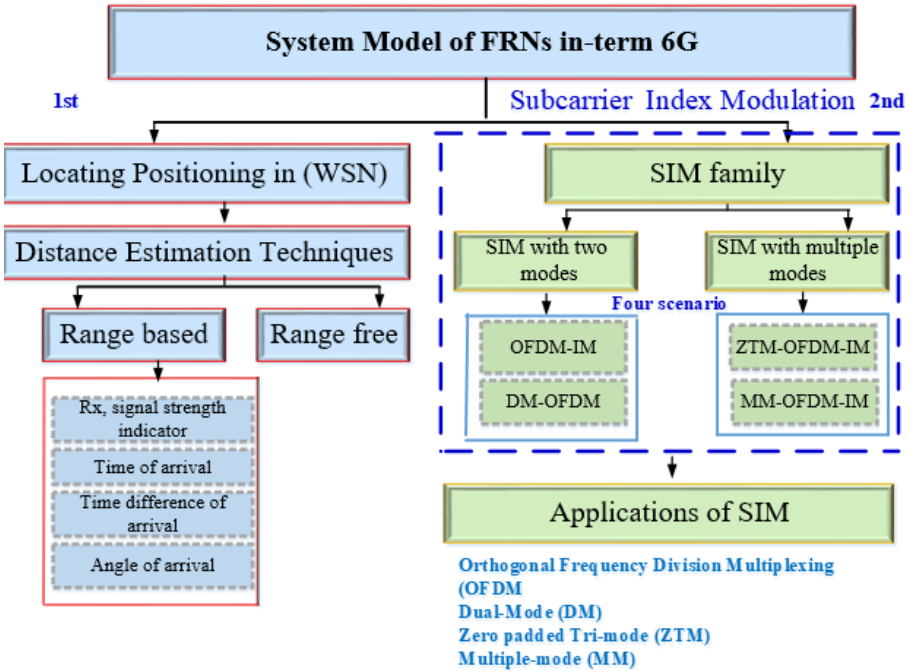 System Model of FRNs in-term 6G
1st
Subcarrier Index Modulation 2nd
Locating Positioning in (WSN)
Distance Estimation Techniques
Range based
Range free
Rx, signal strength
indicator
Time of arrival
Time difference of
arrival
Angle of arrival
SIM family
SIM with two
modes
SIM with multiple
modes
Four scenario
OFDM-IM
DM-OFDM
ZTM-OFDM-IM
MM-OFDM-IM
Applications of SIM
Orthogonal Frequency Division Multiplexing
(OFDM
Dual-Mode (DM)
Zero padded Tri-mode (ZTM)
Multiple-mode (MM)